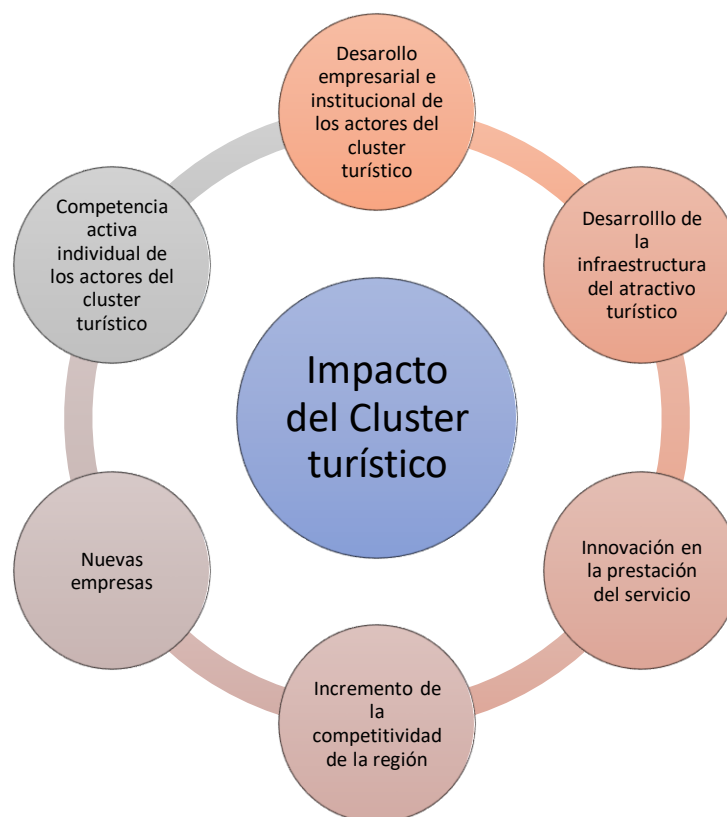 Desarollo
empresarial e
institucional de
los actores del
cluster
turístico
Desarrolllo de
la
infraestructura
del atractivo
turístico
Innovación en
la prestación
del servicio
Incremento de
la
competitividad
de la región
Nuevas
empresas
Competencia
activa
individual de
los actores del
cluster
turístico
Impacto
del Cluster
turístico